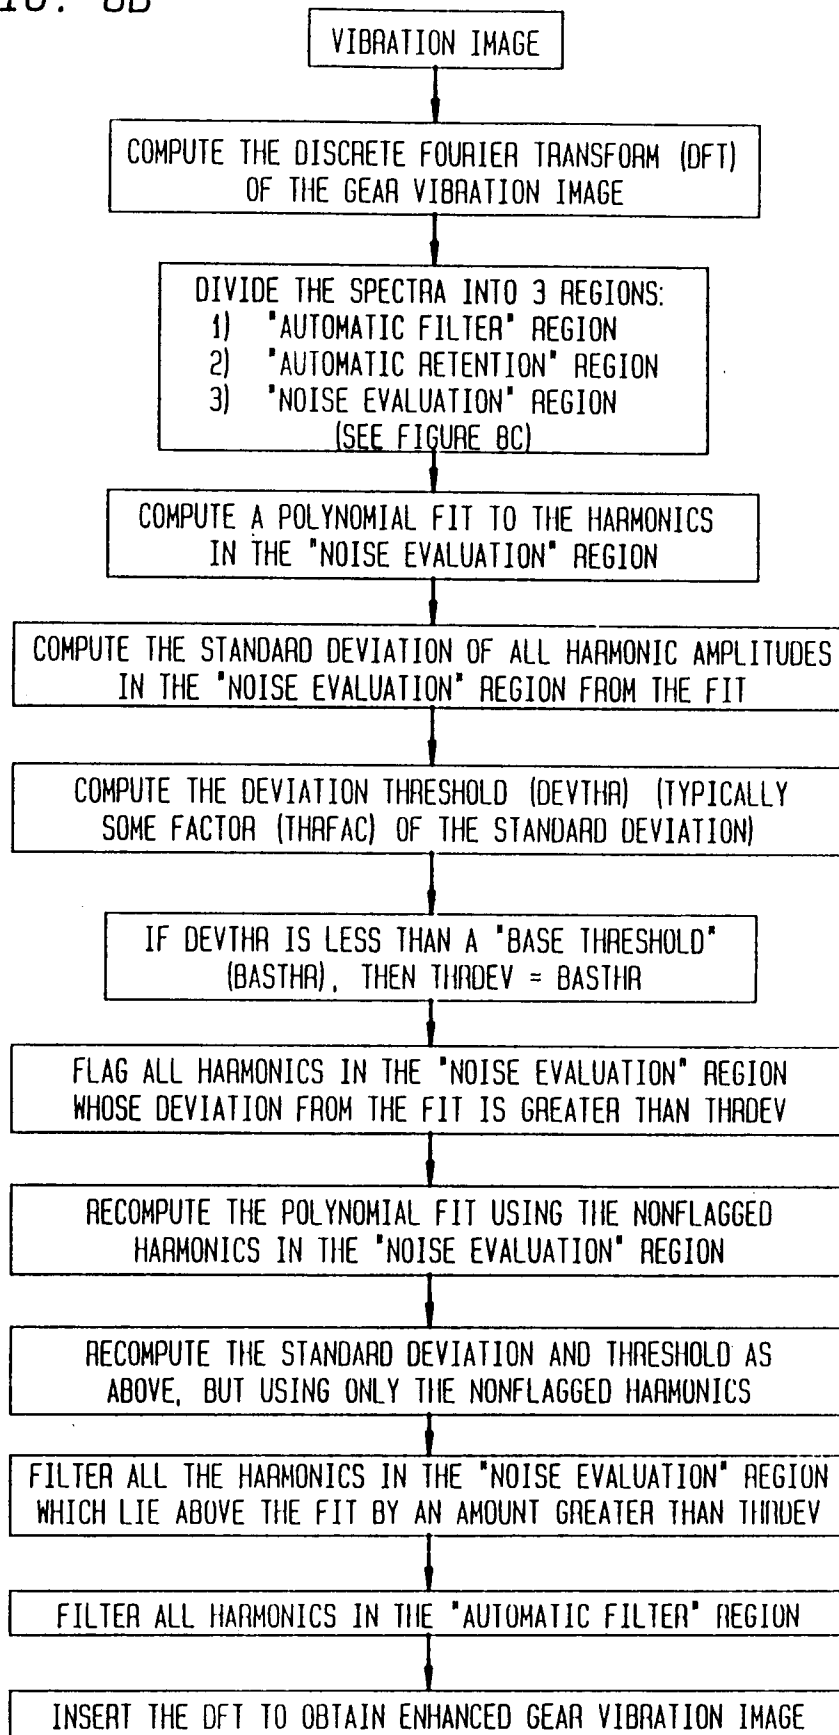 VIBRATION IMAGE
COMPUTE THE DISCRETE FOURIER TRANSFORM (DFT)
OF THE GEAR VIBRATION IMAGE
DIVIDE THE SPECTRA INTO 3 REGIONS:
1) "AUTOMATIC FILTER" REGION
2) "AUTOMATIC RETENTION" REGION
3) "NOISE EVALUATION" REGION
(SEE FIGURE 8C)
COMPUTE A POLYNOMIAL FIT TO THE HARMONICS
IN THE "NOISE EVALUATION" REGION
COMPUTE THE STANDARD DEVIATION OF ALL HARMONIC AMPLITUDES
IN THE "NOISE EVALUATION" REGION FROM THE FIT
COMPUTE THE DEVIATION THRESHOLD (DEVTHR) (TYPICALLY
SOME FACTOR (THRFAC) OF THE STANDARD DEVIATION)
IF DEVTHR IS LESS THAN A "BASE THRESHOLD"
(BASTHR), THEN THRDEV = BASTHR
FLAG ALL HARMONICS IN THE "NOISE EVALUATION" REGION
WHOSE DEVIATION FROM THE FIT IS GREATER THAN THRDEV
RECOMPUTE THE POLYNOMIAL FIT USING THE NONFLAGGED
HARMONICS IN THE "NOISE EVALUATION" REGION
RECOMPUTE THE STANDARD DEVIATION AND THRESHOLD AS
ABOVE, BUT USING ONLY THE NONFLAGGED HARMONICS
FILTER ALL THE HARMONICS IN THE "NOISE EVALUATION" REGION
WHICH LIE ABOVE THE FIT BY AN AMOUNT GREATER THAN THRDEV
FILTER ALL HARMONICS IN THE "AUTOMATIC FILTER" REGION
INSERT THE DFT TO OBTAIN ENHANCED GEAR VIBRATION IMAGE